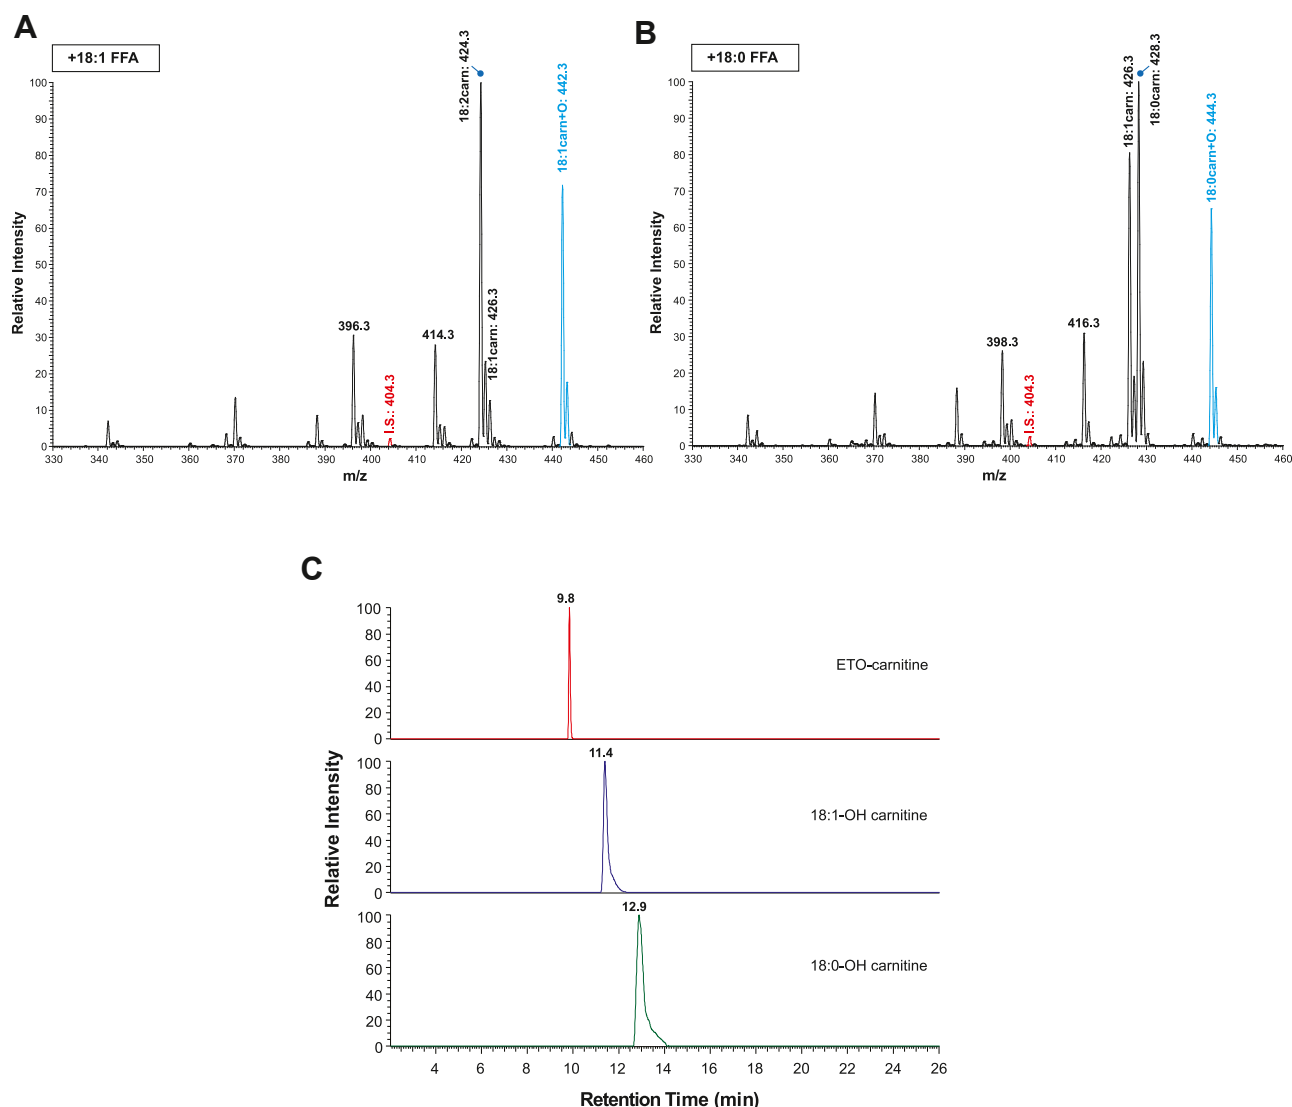 A
+18:1 FFA
18:2carn: 424.3
18:1carn+O: 442.3
396.3
I.S.: 404.3
414.3
18:1carn: 426.3
Relative Intensity
100
90
80
70
60
50
40
30
20
10
0
330 340 350 360 370 380 390 400 410 420 430 440 450 460
m/z
B
+18:0 FFA
18:1carn: 426.3
18:0carn: 428.3
18:0carn+O: 444.3
398.3
I.S.: 404.3
416.3
Relative Intensity
100
90
80
70
60
50
40
30
20
10
0
330 340 350 360 370 380 390 400 410 420 430 440 450 460
m/z
C
Relative Intensity
9.8
100
80
60
40
20
0
ETO-carnitine
11.4
100
80
60
40
20
0
18:1-OH carnitine
12.9
100
80
60
40
20
0
18:0-OH carnitine
4 6 8 10 12 14 16 18 20 22 24 26
Retention Time (min)